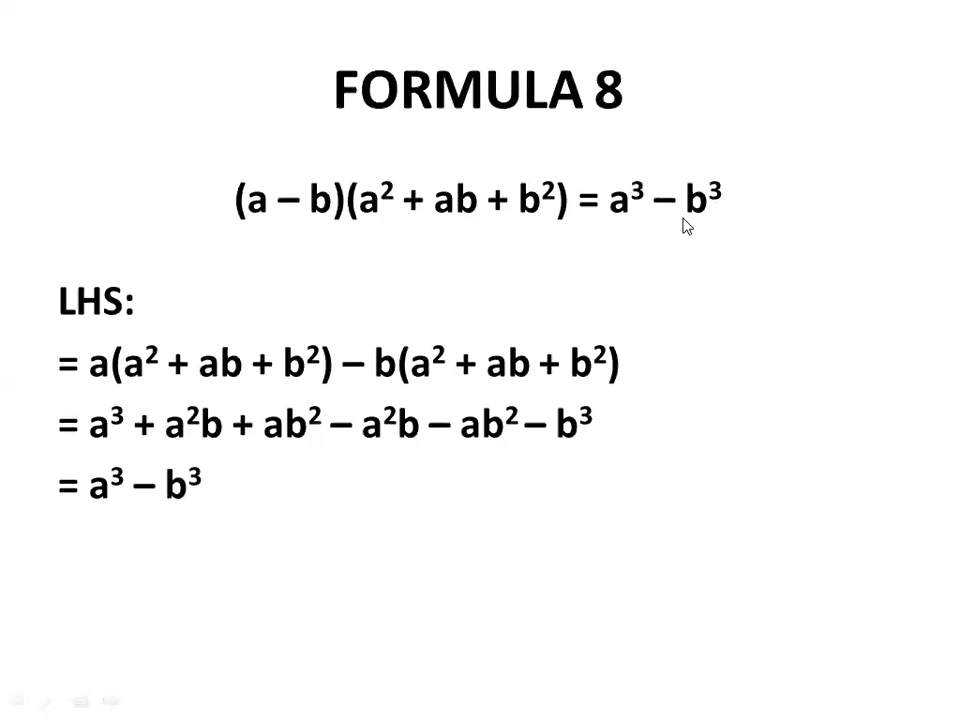 FORMULA 8
(a – b)(a² + ab + b²) = a³ – b³
LHS:
= a(a² + ab + b²) – b(a² + ab + b²)
= a³ + a²b + ab² – a²b – ab² – b³
= a³ – b³